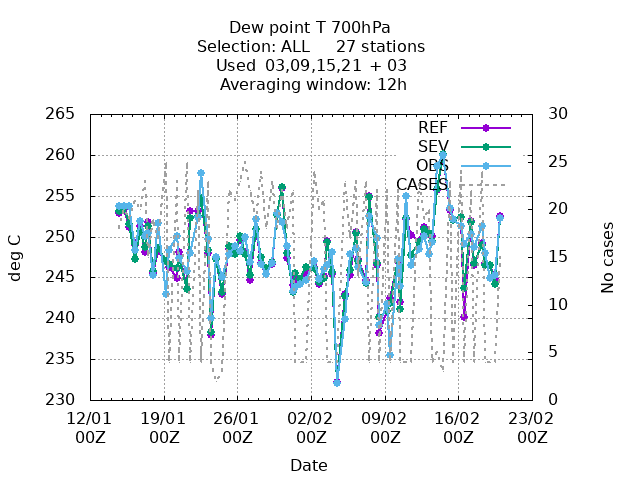 Dew point T 700hPa
Selection: ALL 27 stations
Used 03,09,15,21 + 03
Averaging window: 12h
265
260
255
250
245
240
235
230
30
25
20
15
10
5
0
deg C
No cases
REF
SEV
OBS
CASES
12/01 19/01 26/01 02/02 09/02 16/02 23/02
00Z 00Z 00Z 00Z 00Z 00Z 00Z
Date